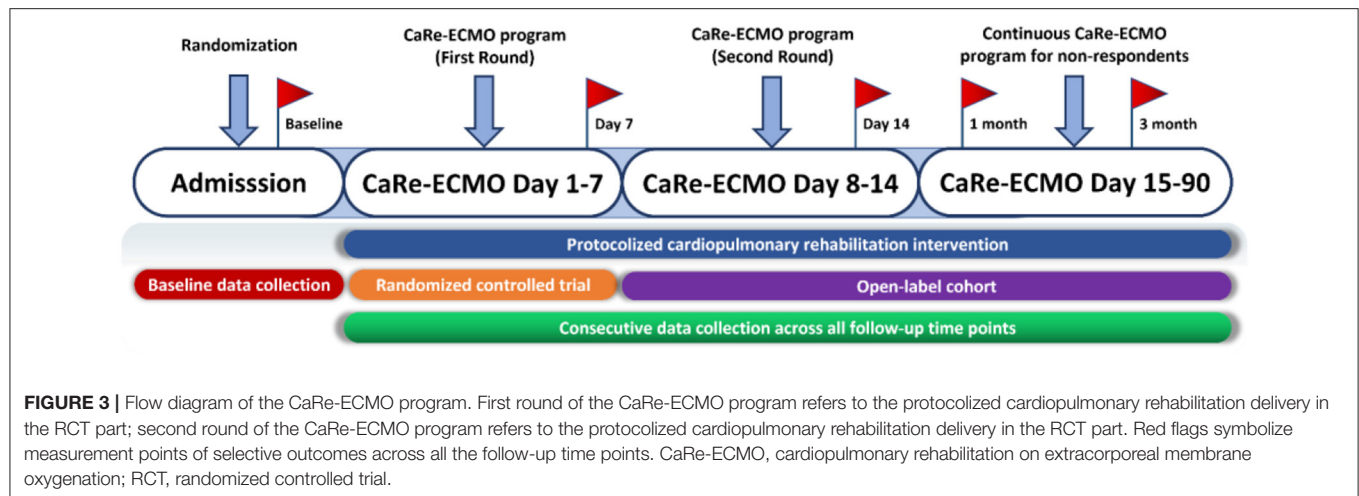 Randomization
CaRe-ECMO program
(First Round)
CaRe-ECMO program
(Second Round)
Continuous CaRe-ECMO
program for non-respondents
Baseline
Day 7
Day 14
1 month
3 month
Admisssion
CaRe-ECMO Day 1-7
CaRe-ECMO Day 8-14
CaRe-ECMO Day 15-90
Protocolized cardiopulmonary rehabilitation intervention
Baseline data collection
Randomized controlled trial
Open-label cohort
Consecutive data collection across all follow-up time points
FIGURE 3 | Flow diagram of the CaRe-ECMO program. First round of the CaRe-ECMO program refers to the protocolized cardiopulmonary rehabilitation delivery in
the RCT part; second round of the CaRe-ECMO program refers to the protocolized cardiopulmonary rehabilitation delivery in the RCT part. Red flags symbolize
measurement points of selective outcomes across all the follow-up time points. CaRe-ECMO, cardiopulmonary rehabilitation on extracorporeal membrane
oxygenation; RCT, randomized controlled trial.